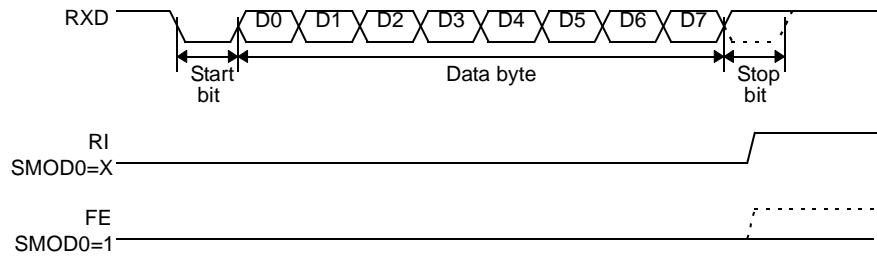 RXD D0 D1 D2 D3 D4 D5 D6 D7
Start bit
Data byte
Stop bit
RI
SMOD0=X
FE
SMOD0=1